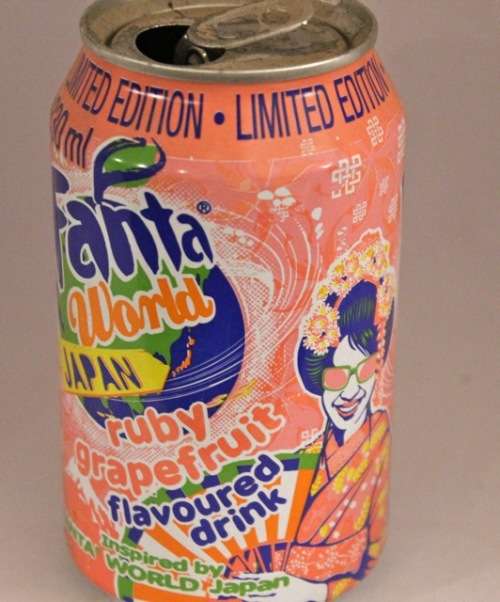 LIMITED EDITION • LIMITED EDITION
ml
Fanta®
World
JAPAN
ruby
grapefruit
flavoured
drink
inspired by
WORLD Japan